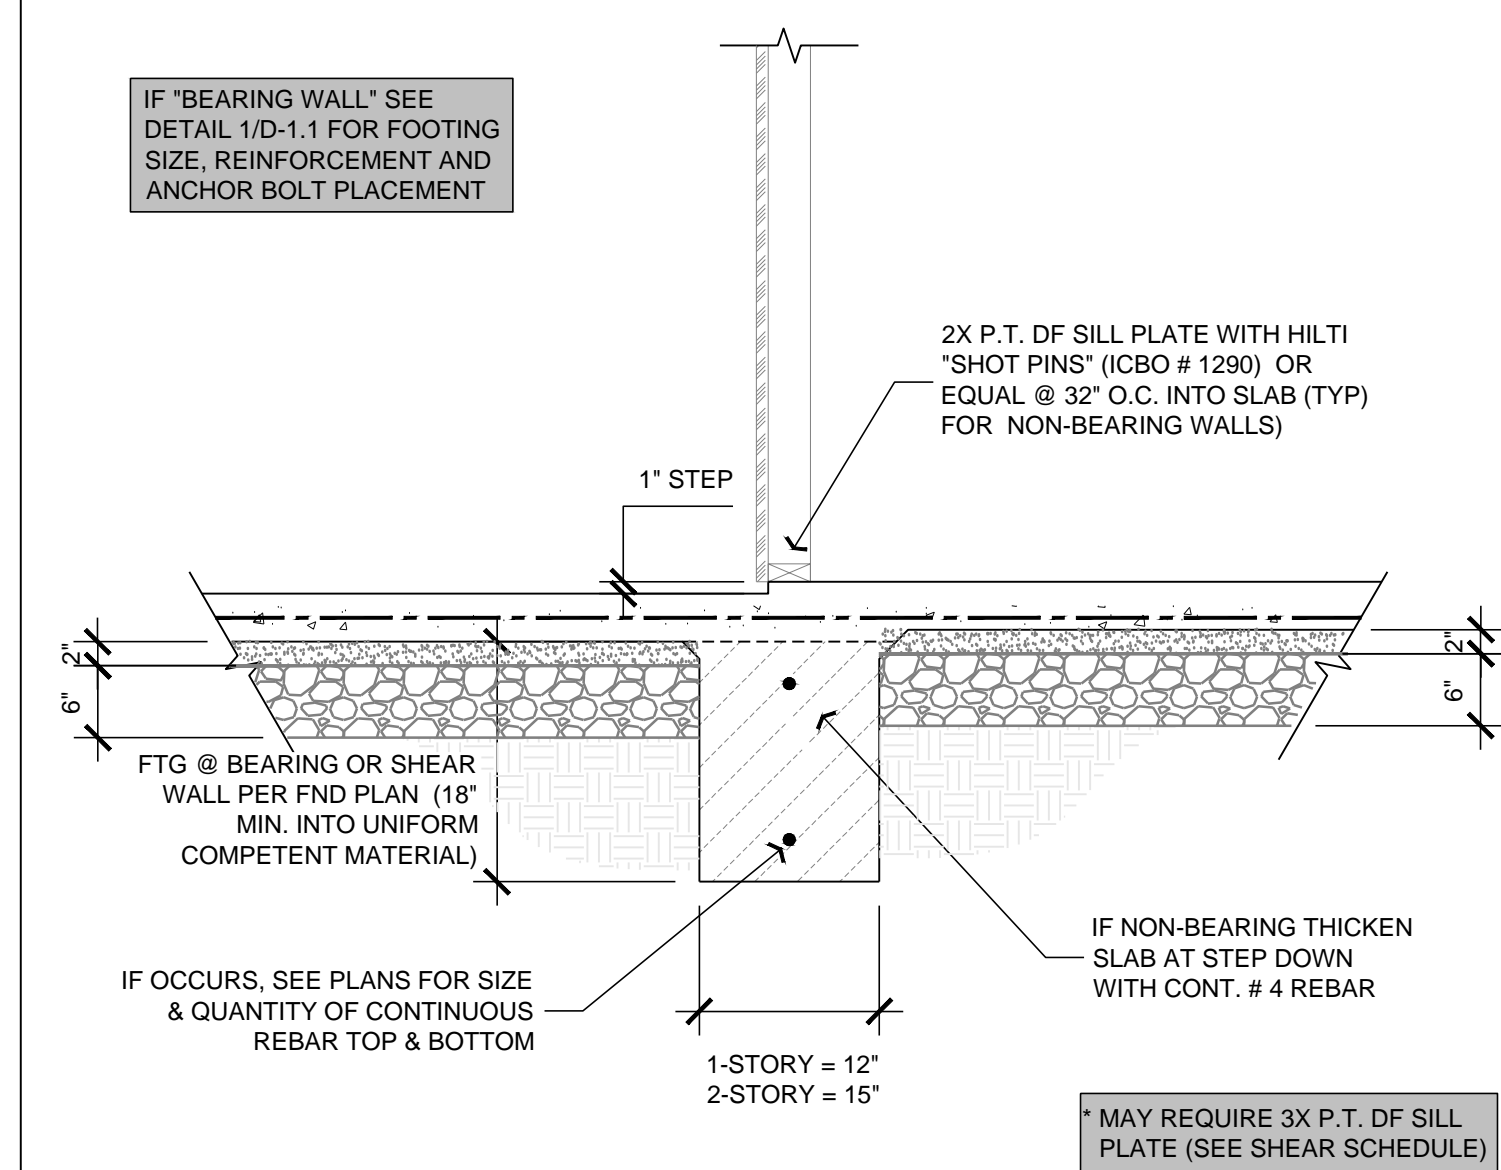 IF "BEARING WALL" SEE
DETAIL 1/D-1.1 FOR FOOTING
SIZE, REINFORCEMENT AND
ANCHOR BOLT PLACEMENT
2X P.T. DF SILL PLATE WITH HILTI
"SHOT PINS" (ICBO # 1290) OR
EQUAL @ 32" O.C. INTO SLAB (TYP)
FOR NON-BEARING WALLS)
1" STEP
2"
6"
2"
6"
FTG @ BEARING OR SHEAR
WALL PER FND PLAN (18"
MIN. INTO UNIFORM
COMPETENT MATERIAL)
IF OCCURS, SEE PLANS FOR SIZE
& QUANTITY OF CONTINUOUS
REBAR TOP & BOTTOM
IF NON-BEARING THICKEN
SLAB AT STEP DOWN
WITH CONT. # 4 REBAR
1-STORY = 12"
2-STORY = 15"
* MAY REQUIRE 3X P.T. DF SILL
PLATE (SEE SHEAR SCHEDULE)